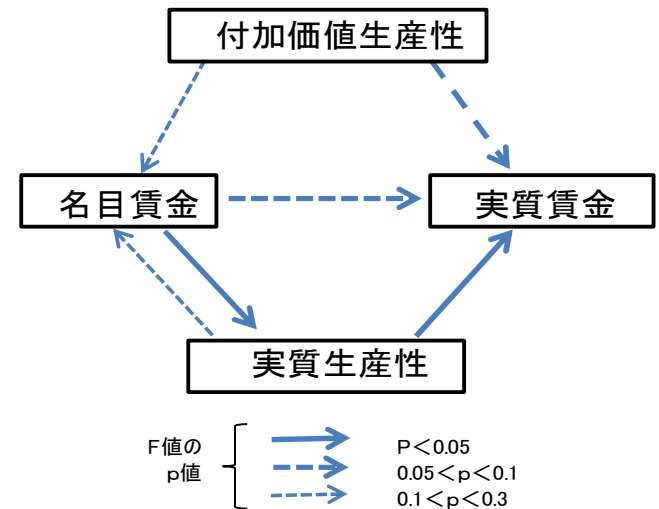 付加価値生産性
名目賃金
実質賃金
実質生産性
F値の
p値
P＜0.05
0.05＜p＜0.1
0.1＜p＜0.3